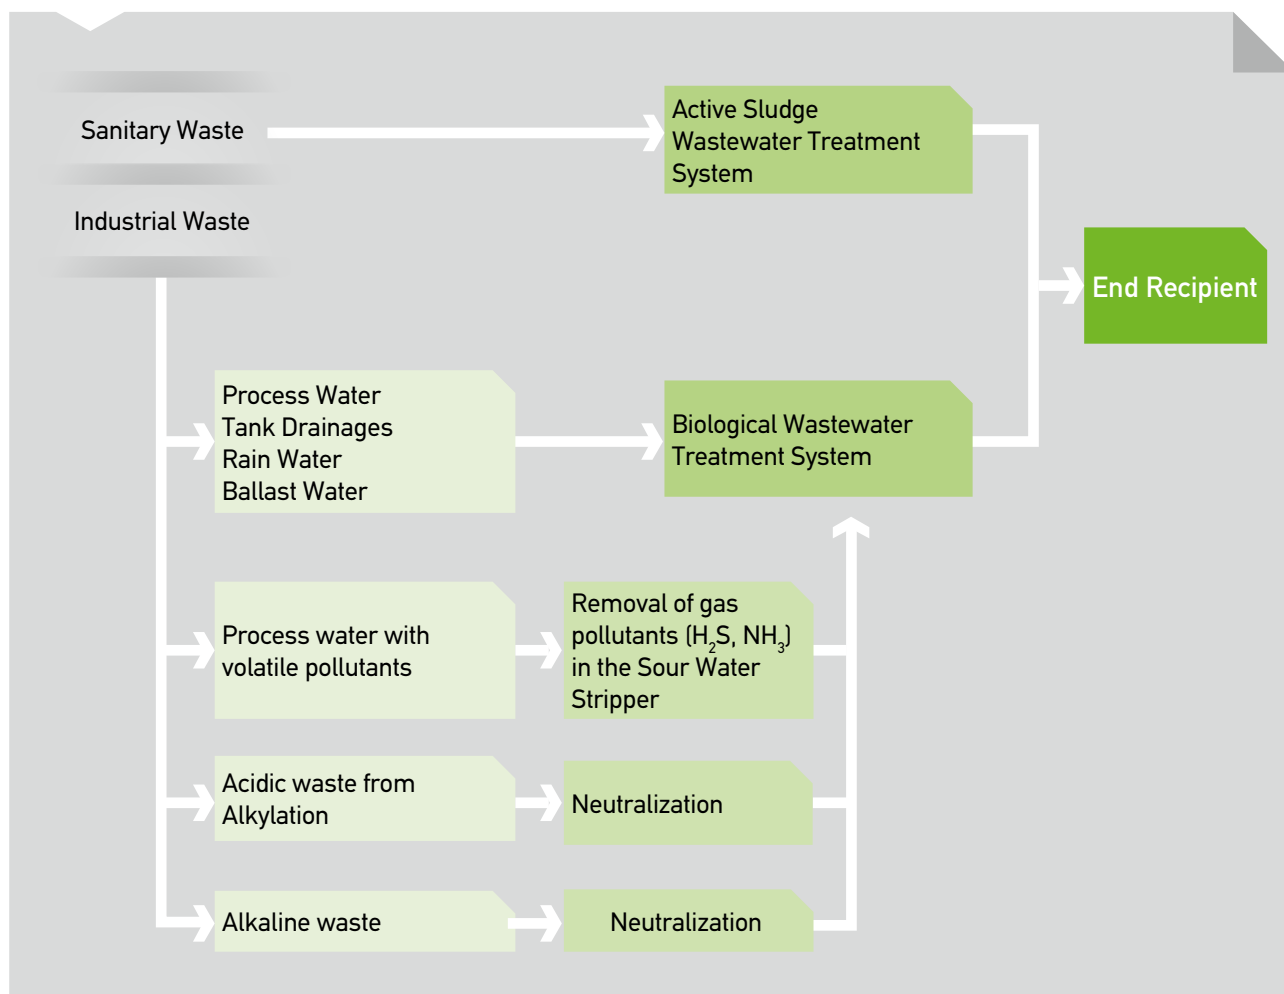 Sanitary Waste
Active Sludge
Wastewater Treatment
System
Industrial Waste
End Recipient
Process Water
Tank Drainages
Rain Water
Ballast Water
Biological Wastewater
Treatment System
Process water with
volatile pollutants
Removal of gas
pollutants (H₂S, NH₃)
in the Sour Water
Stripper
Acidic waste from
Alkylation
Neutralization
Alkaline waste
Neutralization